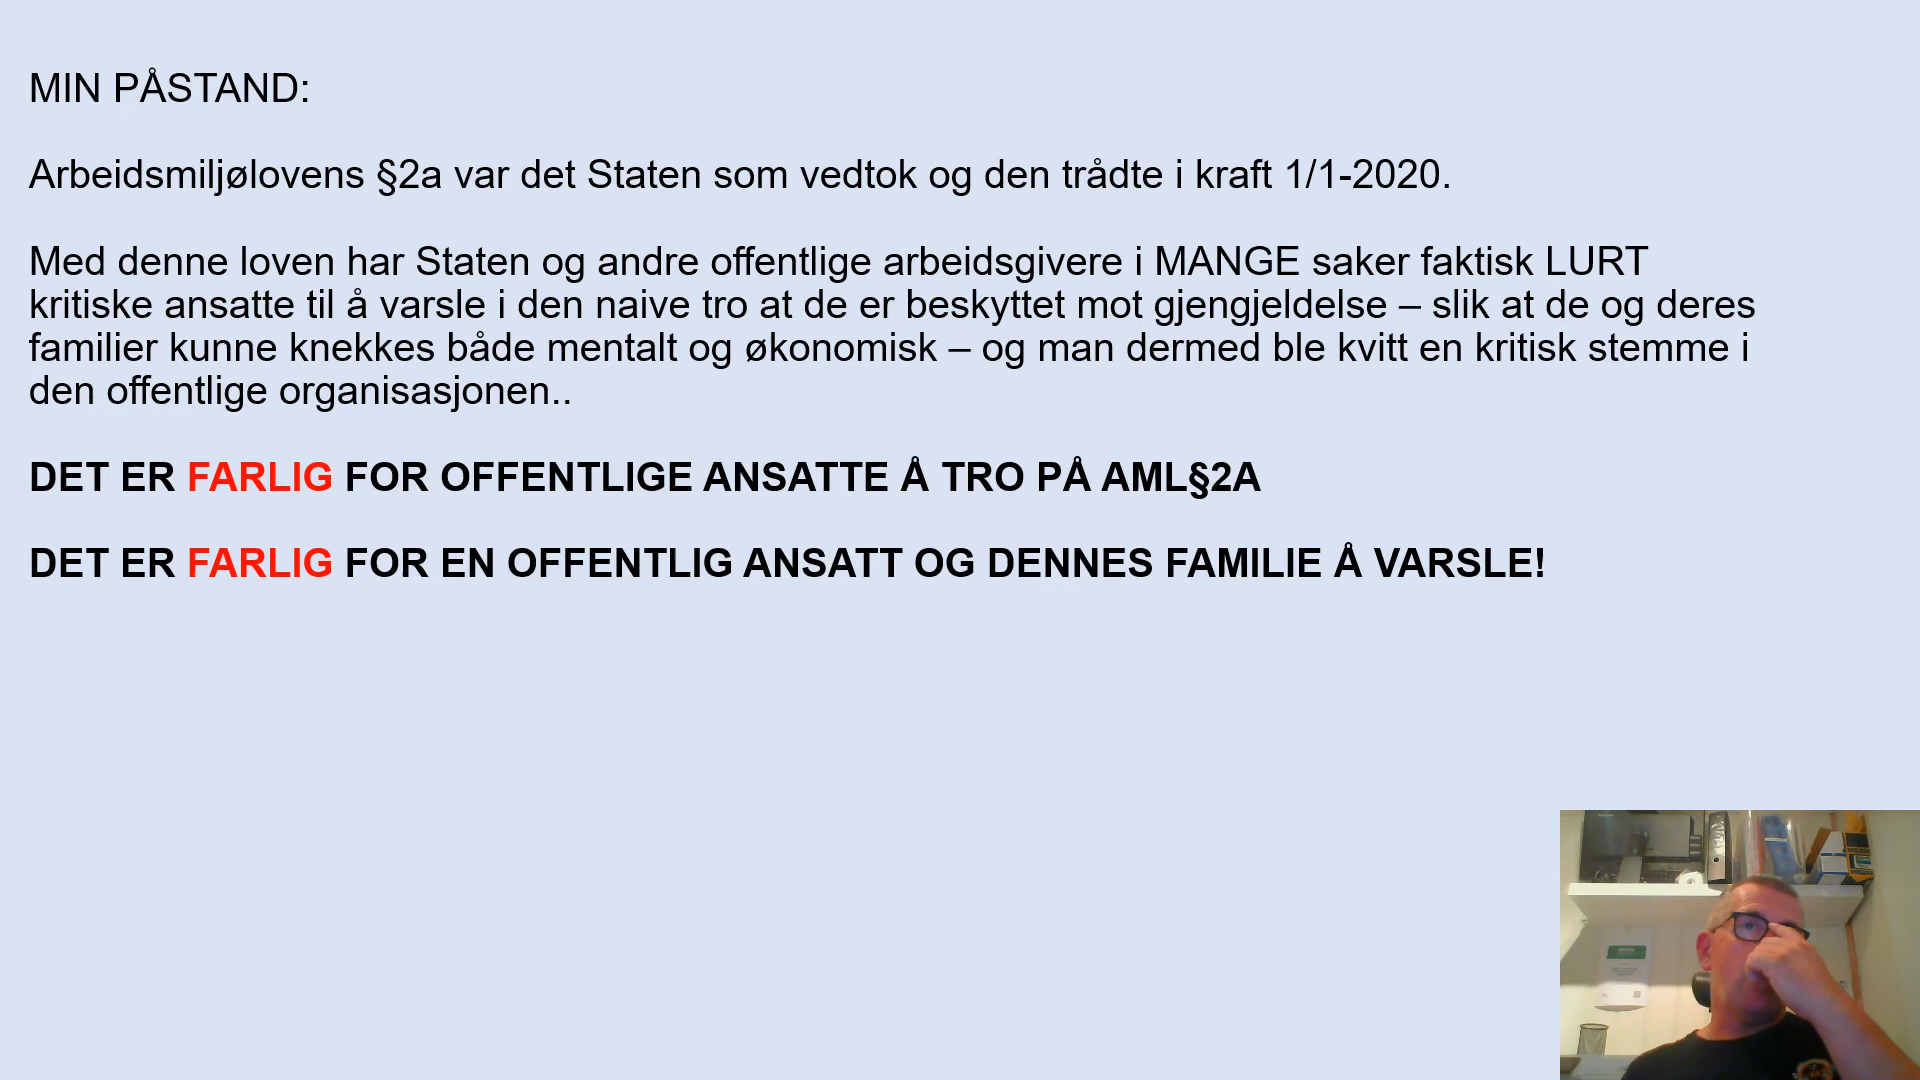 MIN PÅSTAND:
Arbeidsmiljølovens §2a var det Staten som vedtok og den trådte i kraft 1/1-2020.
Med denne loven har Staten og andre offentlige arbeidsgivere i MANGE saker faktisk LURT
kritiske ansatte til å varsle i den naive tro at de er beskyttet mot gjengjeldelse – slik at de og deres
familier kunne knekkes både mentalt og økonomisk – og man dermed ble kvitt en kritisk stemme i
den offentlige organisasjonen..
DET ER FARLIG FOR OFFENTLIGE ANSATTE Å TRO PÅ AML§2A
DET ER FARLIG FOR EN OFFENTLIG ANSATT OG DENNES FAMILIE Å VARSLE!